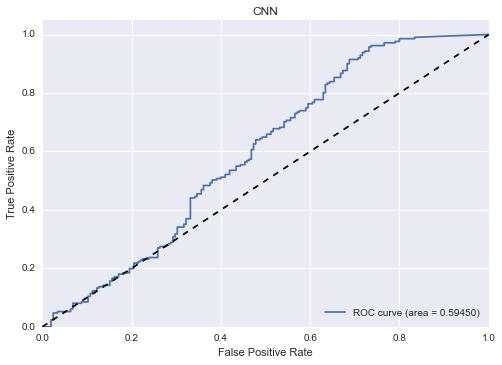 CNN
True Positive Rate
1.0
0.8
0.6
0.4
0.2
0.0
ROC curve (area = 0.59450)
0.0 0.2 0.4 0.6 0.8 1.0
False Positive Rate